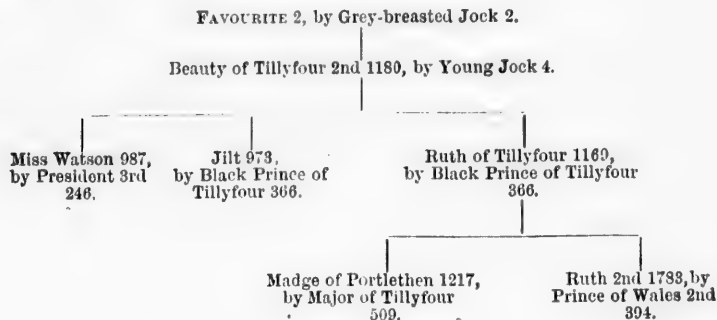 FAVOURITE 2, by Grey-breasted Jock 2.
Beauty of Tillyfour 2nd 1180, by Young Jock 4.
Miss Watson 987,
by President 3rd
246.
Jilt 973,
by Black Prince of
Tillyfour 366.
Ruth of Tillyfour 1169,
by Black Prince of Tillyfour
366.
Madge of Portlethen 1217,
by Major of Tillyfour
509.
Ruth 2nd 1783, by
Prince of Wales 2nd
394.